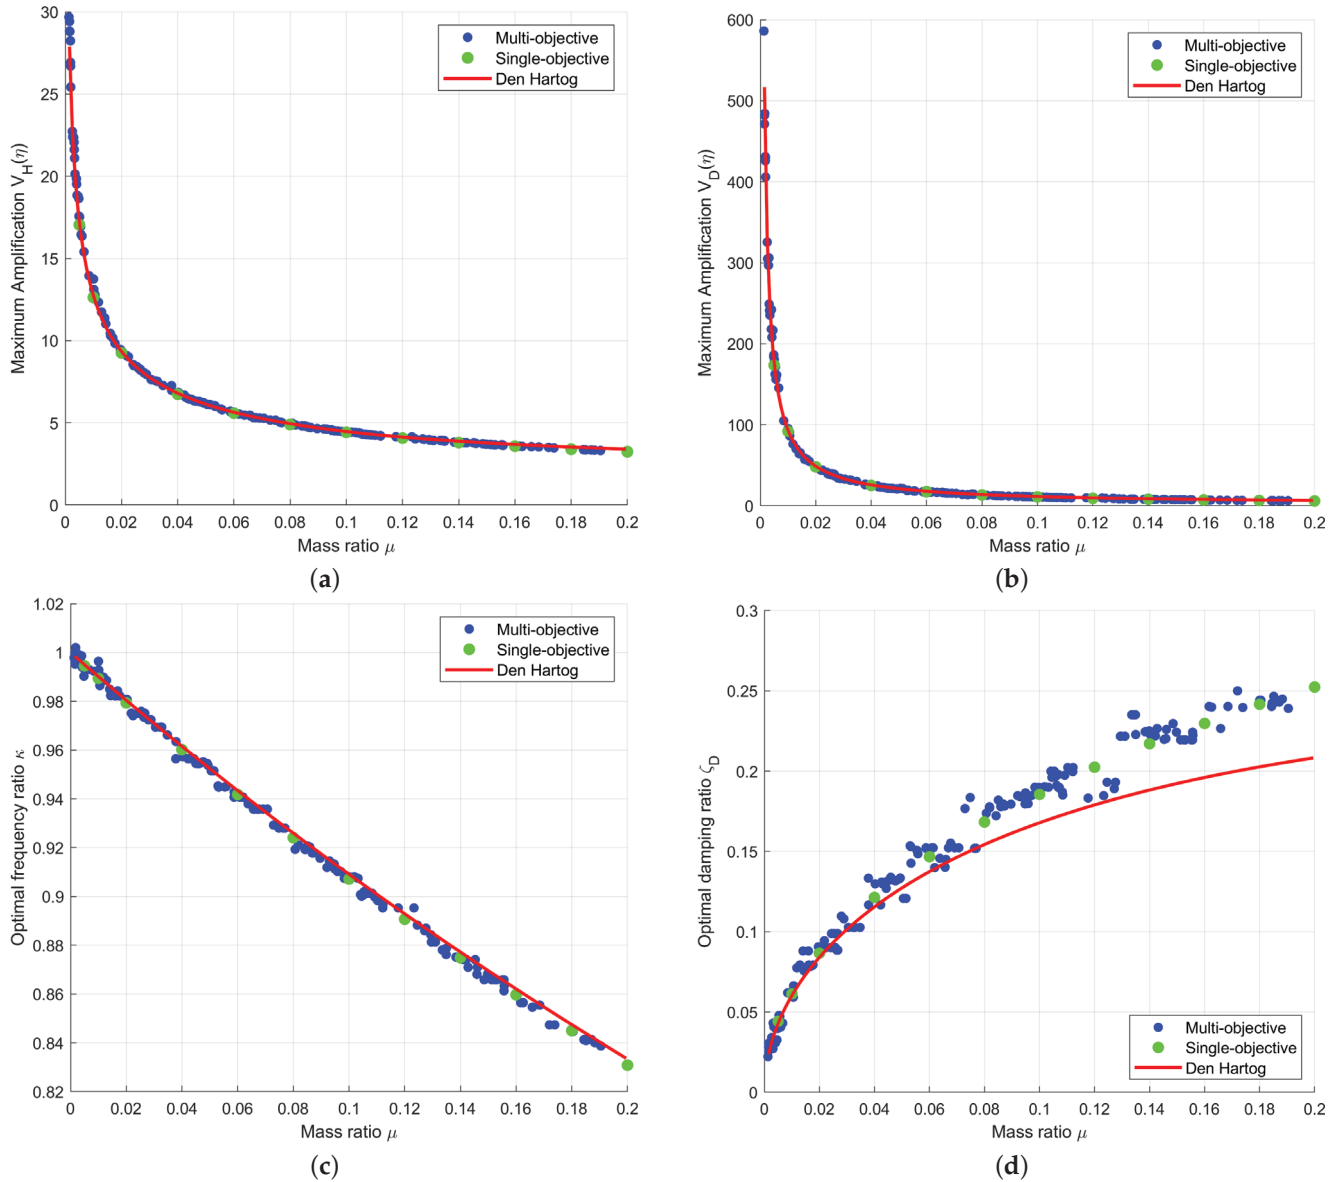 30
25
20
15
10
5
0
Maximum Amplification V_H(η)
Multi-objective
Single-objective
Den Hartog
0 0.02 0.04 0.06 0.08 0.1 0.12 0.14 0.16 0.18 0.2
Mass ratio μ
(a)
600
500
400
300
200
100
0
Maximum Amplification V_D(η)
Multi-objective
Single-objective
Den Hartog
0 0.02 0.04 0.06 0.08 0.1 0.12 0.14 0.16 0.18 0.2
Mass ratio μ
(b)
1.02
1
0.98
0.96
0.94
0.92
0.9
0.88
0.86
0.84
0.82
Optimal frequency ratio κ
Multi-objective
Single-objective
Den Hartog
0 0.02 0.04 0.06 0.08 0.1 0.12 0.14 0.16 0.18 0.2
Mass ratio μ
(c)
0.3
0.25
0.2
0.15
0.1
0.05
0
Optimal damping ratio ζ_D
Multi-objective
Single-objective
Den Hartog
0 0.02 0.04 0.06 0.08 0.1 0.12 0.14 0.16 0.18 0.2
Mass ratio μ
(d)